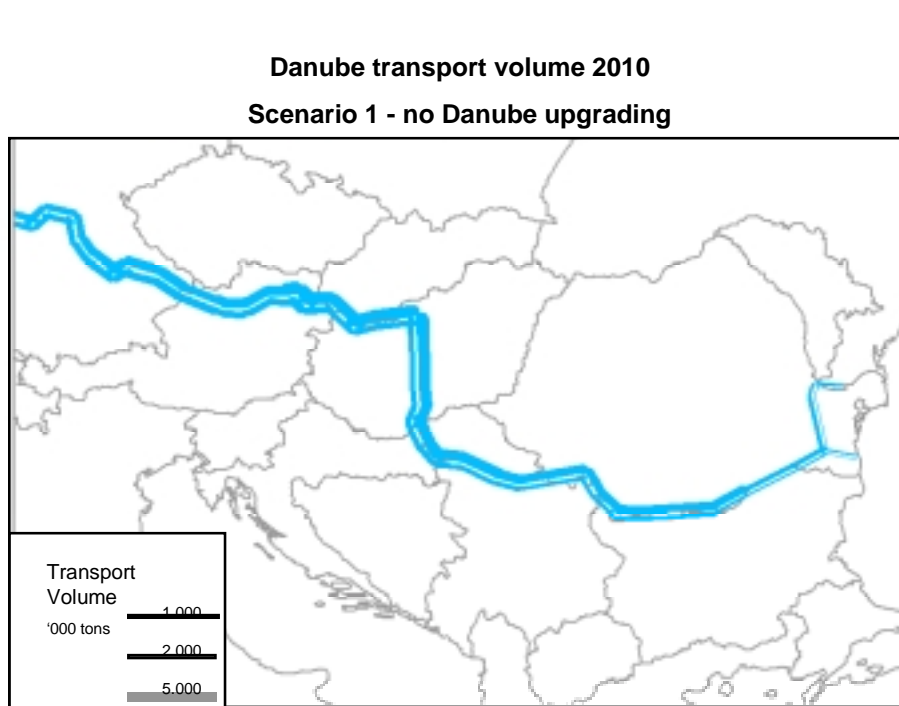 Danube transport volume 2010
Scenario 1 - no Danube upgrading
Transport
Volume
‘000 tons
1.000
2.000
5.000